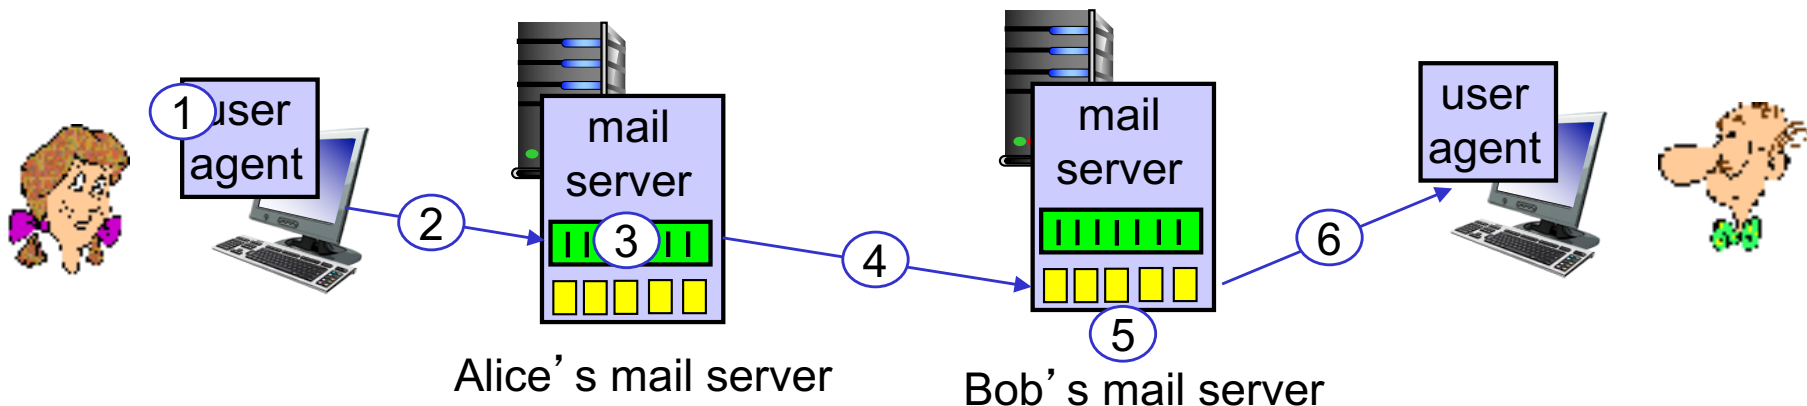 1
user
agent
2
mail
server
3
Alice’s mail server
4
mail
server
5
Bob’s mail server
6
user
agent